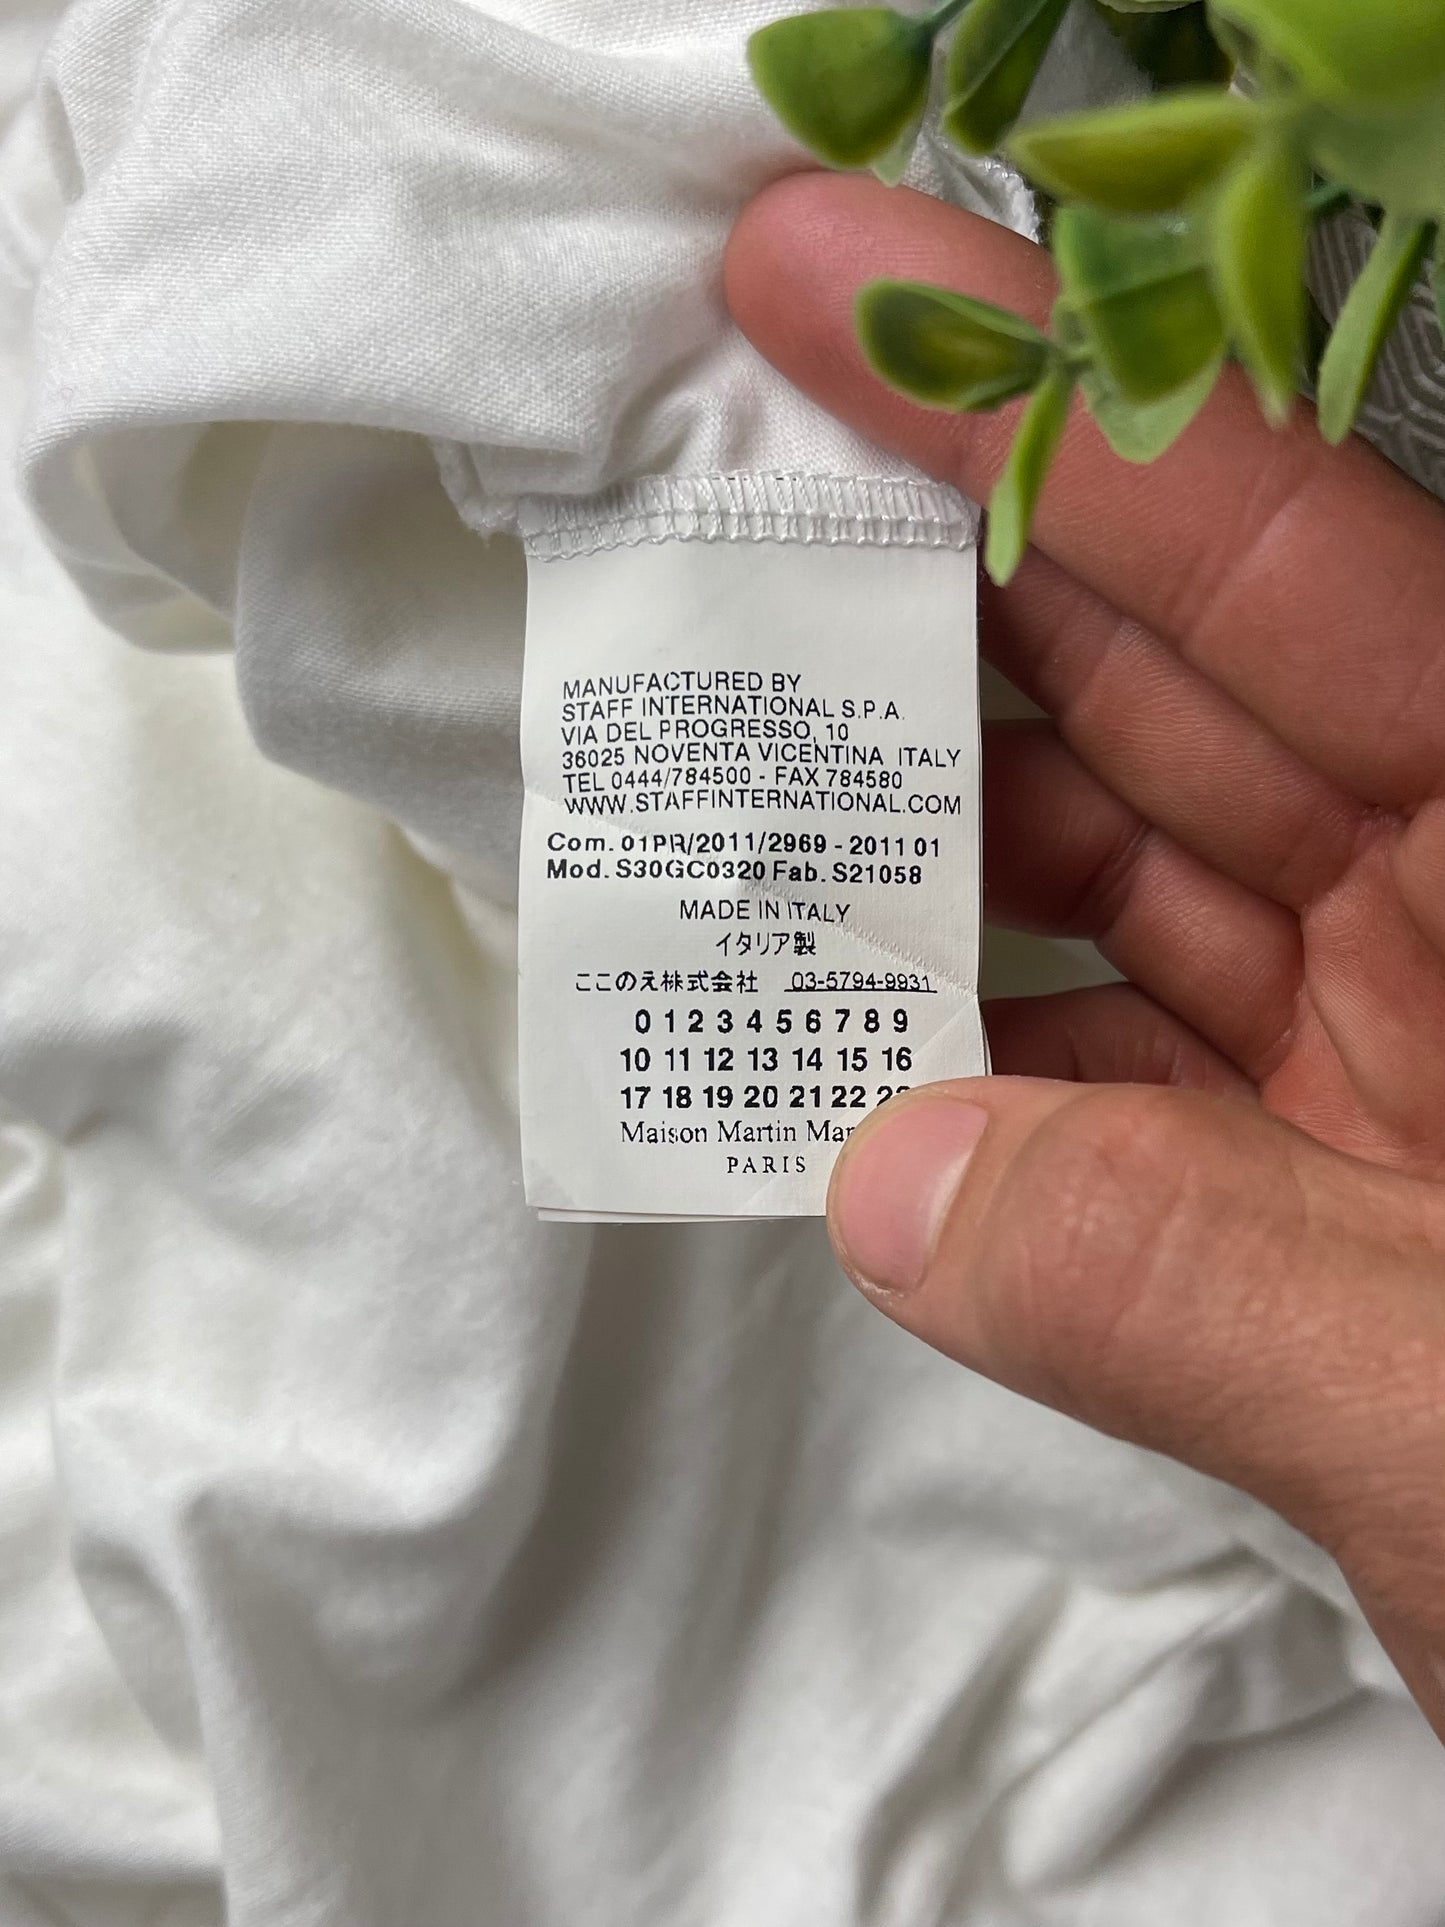 MANUFACTURED BY
STAFF INTERNATIONAL S.P.A.
VIA DEL PROGRESSO, 10
36025 NOVENTA VICENTINA ITALY
TEL 0444/784500 - FAX 784580
WWW.STAFFINTERNATIONAL.COM
Com. 01PR/2011/2969 - 2011 01
Mod. S30GC0320 Fab. S21058
MADE IN ITALY
イタリア製
ここのえ株式会社 03-5794-9931
0 1 2 3 4 5 6 7 8 9
10 11 12 13 14 15 16
17 18 19 20 21 22
Maison Martin
PARIS